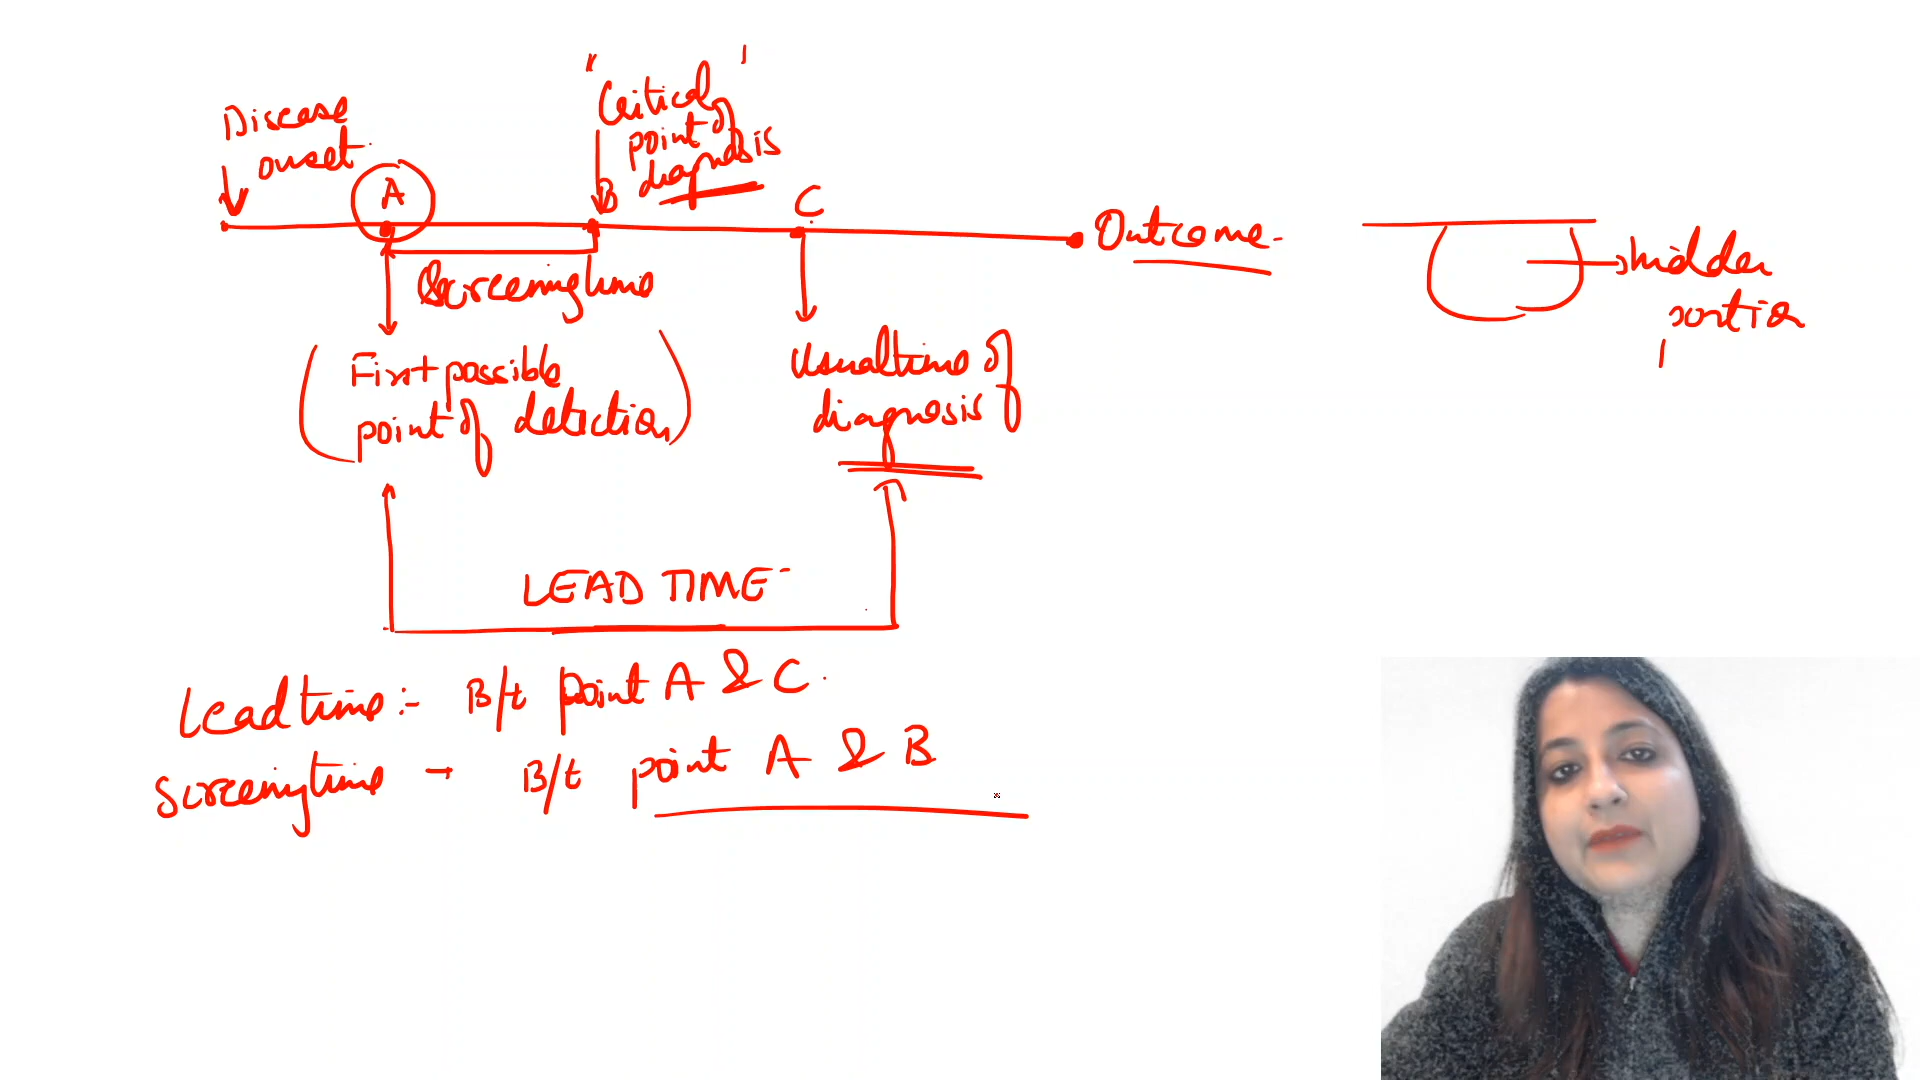 Disease
onset
"Critical
point of
diagnosis
A
B
C
Outcome
Screening time
hidden
portion
First possible
point of detection
Usual time of
diagnosis
LEAD TIME
Lead time:- B/t point A & C.
Screening time → B/t point A & B